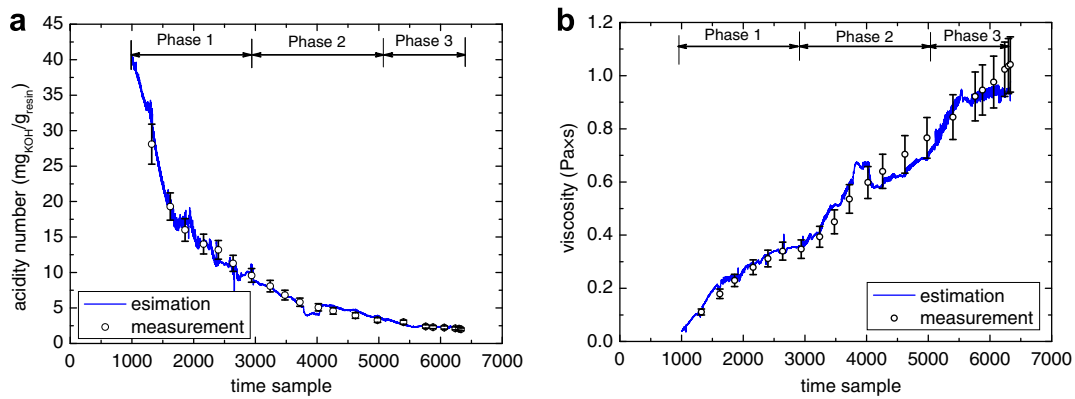 a
45
40
35
30
25
20
15
10
5
0
acidity number (mg_KOH/g_resin)
Phase 1
Phase 2
Phase 3
esimation
measurement
0
1000
2000
3000
4000
5000
6000
7000
time sample
b
1.2
1.0
0.8
0.6
0.4
0.2
0.0
viscosity (Pa×s)
Phase 1
Phase 2
Phase 3
estimation
measurement
0
1000
2000
3000
4000
5000
6000
7000
time sample